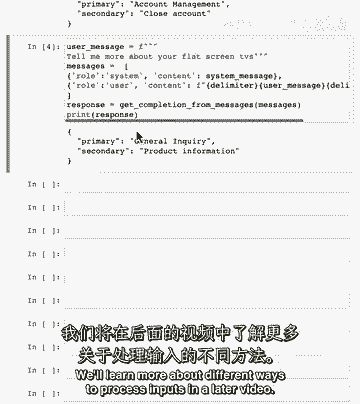 "primary": "Account Management",
"secondary": "Close account"
}
In [4]: user_message = f"""
Tell me more about your flat screen tvs"""
messages = [
{'role':'system', 'content': system_message},
{'role':'user', 'content': f"{delimiter}{user_message}{deli
]
response = get_completion_from_messages(messages)
print(response)
{
"primary": "General Inquiry",
"secondary": "Product information"
}
In [ ]:
In [ ]:
In [ ]:
In [ ]:
In [ ]:
In [ ]:
In [ ]:
In [ ]:
In [ ]:
In [ ]:
我们将在后面的视频中了解更多
关于处理输入的不同方法。
We'll learn more about different ways
to process inputs in a later video.